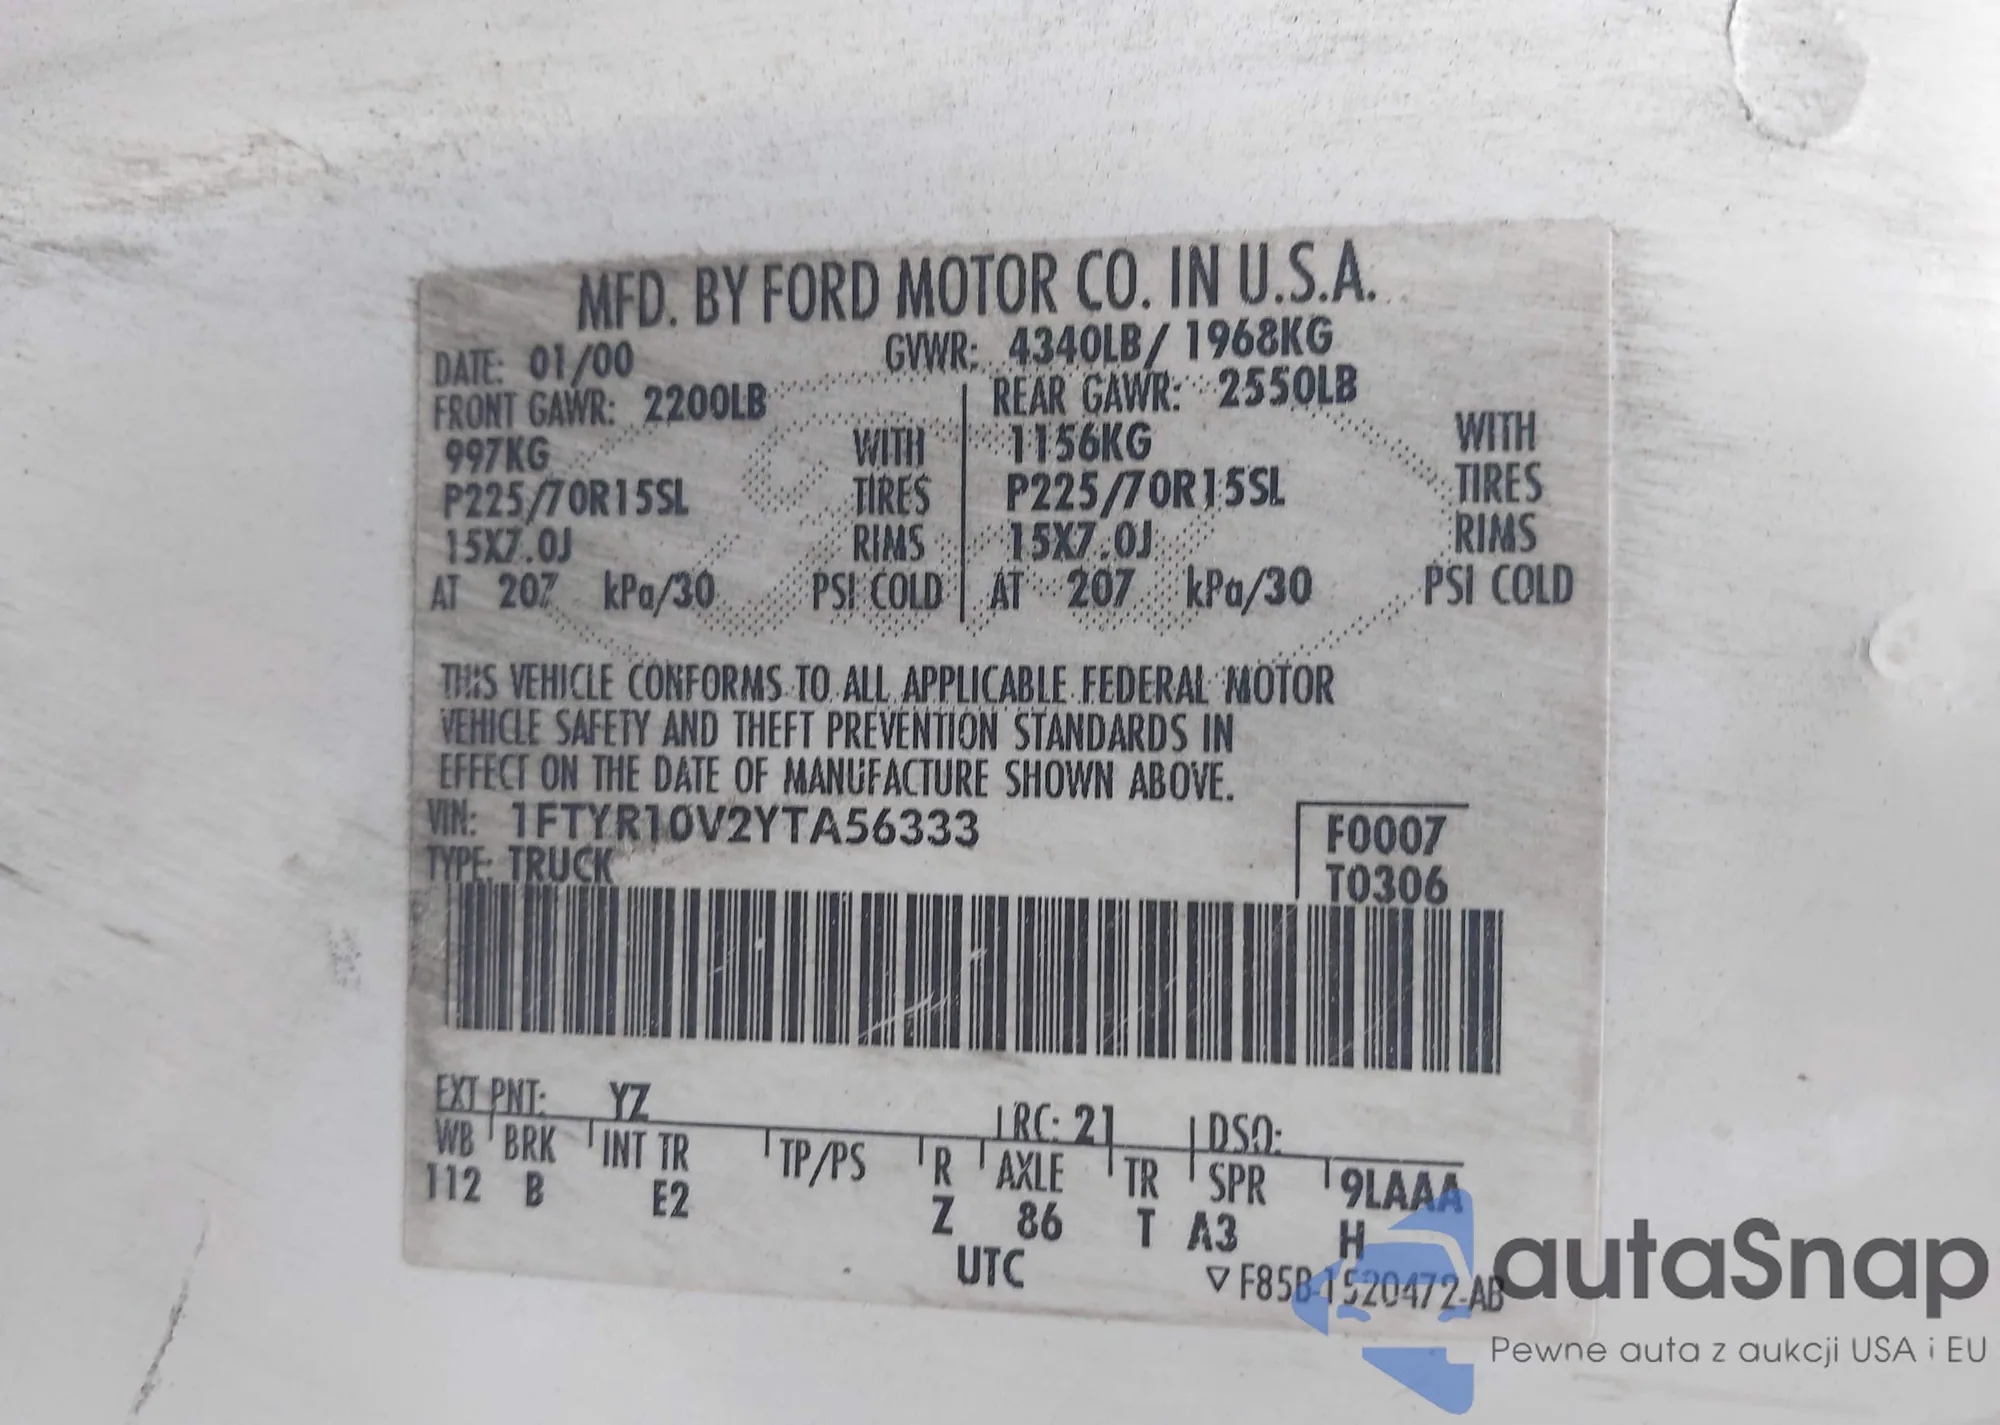 MFD. BY FORD MOTOR CO. IN U.S.A.
DATE: 01/00 GVWR: 4340LB/ 1968KG
FRONT GAWR: 2200LB REAR GAWR: 2550LB
997KG WITH 1156KG WITH
P225/70R15SL TIRES P225/70R15SL TIRES
15X7.0J RIMS 15X7.0J RIMS
AT 207 kPa/30 PSI COLD AT 207 kPa/30 PSI COLD
THIS VEHICLE CONFORMS TO ALL APPLICABLE FEDERAL MOTOR
VEHICLE SAFETY AND THEFT PREVENTION STANDARDS IN
EFFECT ON THE DATE OF MANUFACTURE SHOWN ABOVE.
VIN: 1FTYR10V2YTA56333 F0007
TYPE: TRUCK T0306
EXT PNT: YZ RC: 21 DSO:
WB BRK INT TR TP/PS R AXLE TR SPR 9LAAA
112 B E2 Z 86 T A3 H
UTC ▽ F85B-1520472-AB
autaSnap
Pewne auta z aukcji USA i EU